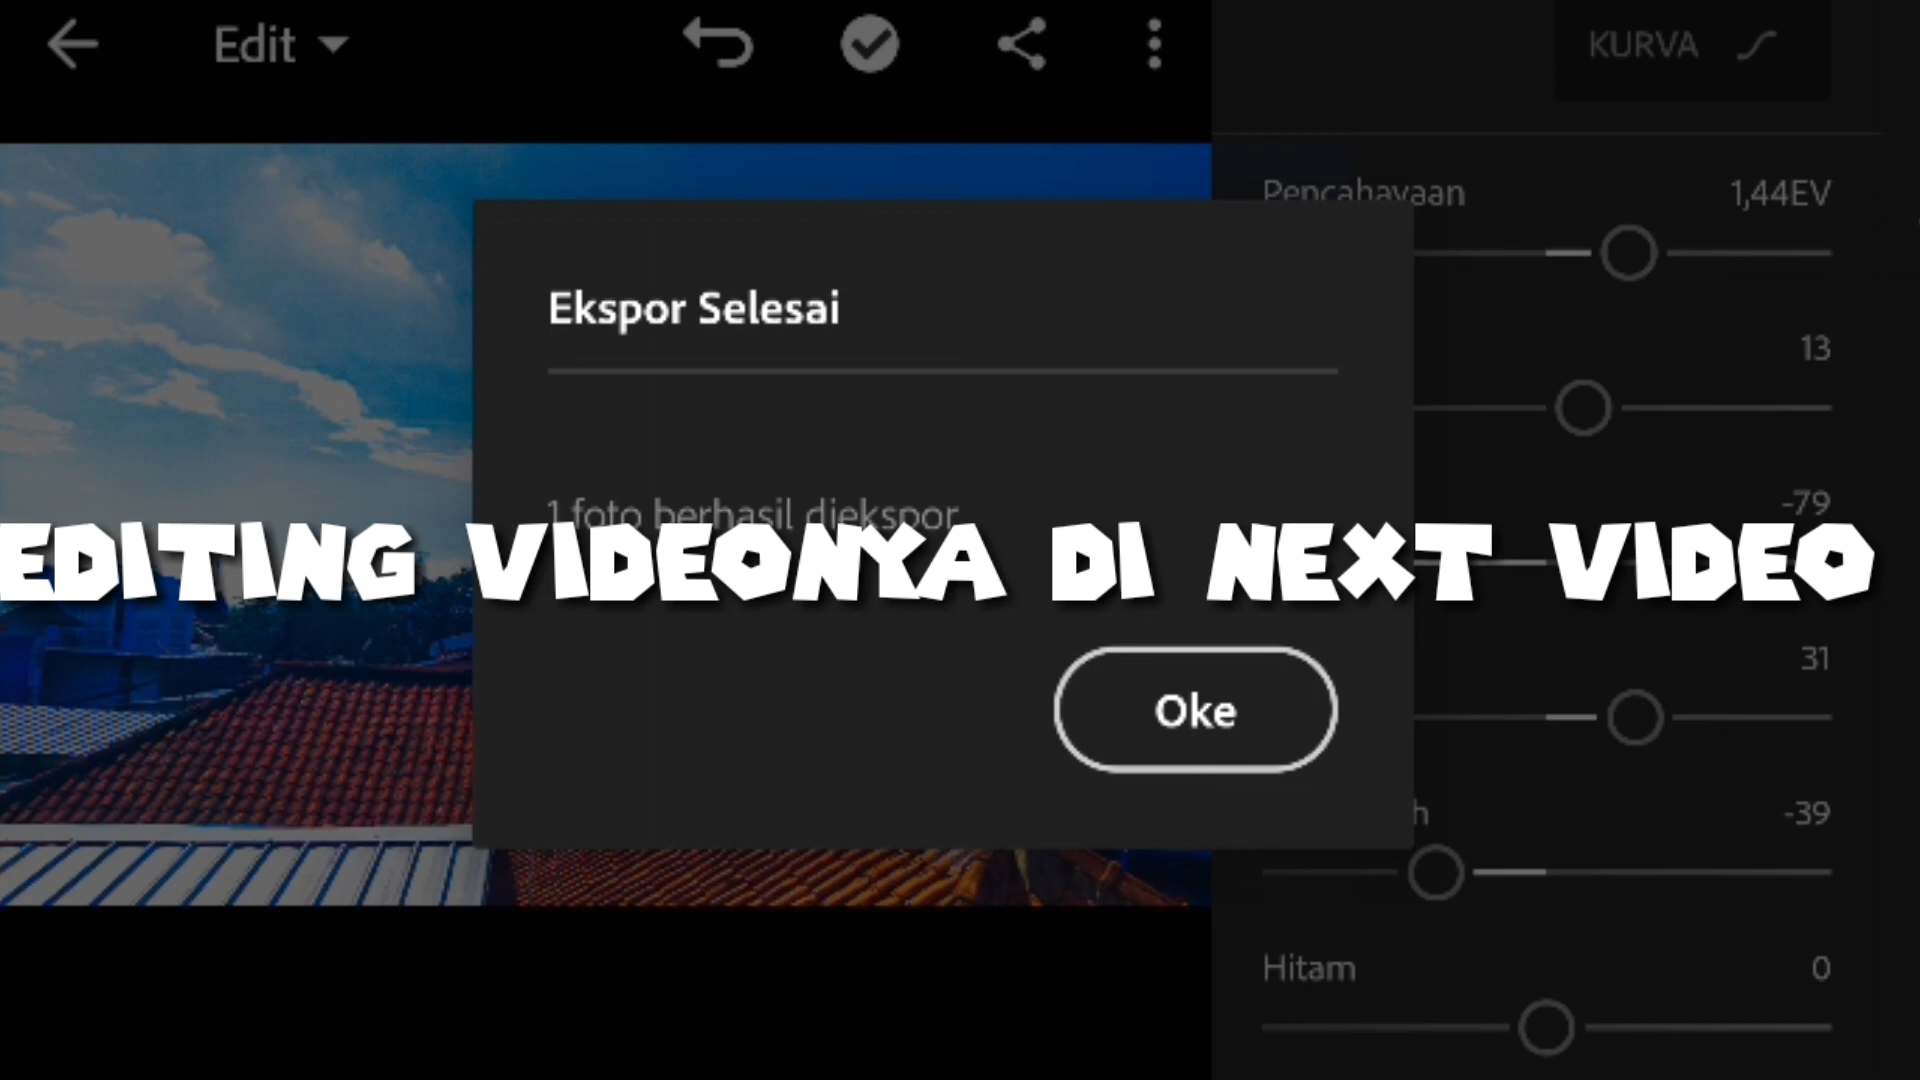 Edit
KURVA
Pencahayaan 1,44EV
Ekspor Selesai
13
1 foto berhasil diekspor
-79
EDITING VIDEONYA DI NEXT VIDEO
31
Oke
-39
Hitam 0